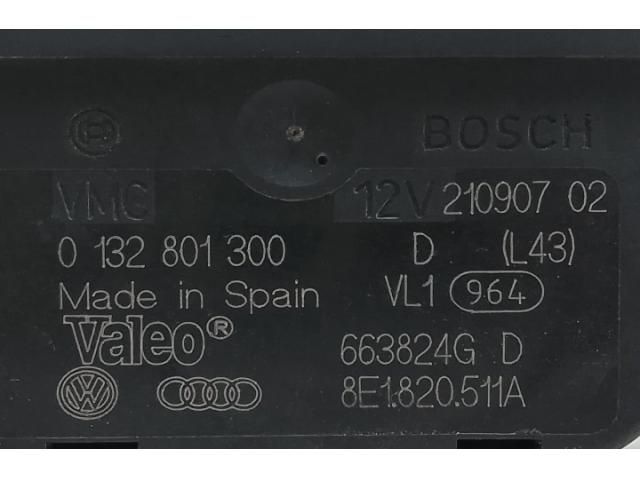 BOSCH
VMC 12V 210907 02
0 132 801 300 D (L43)
Made in Spain VL1 964
Valeo® 663824G D
8E1.820.511A